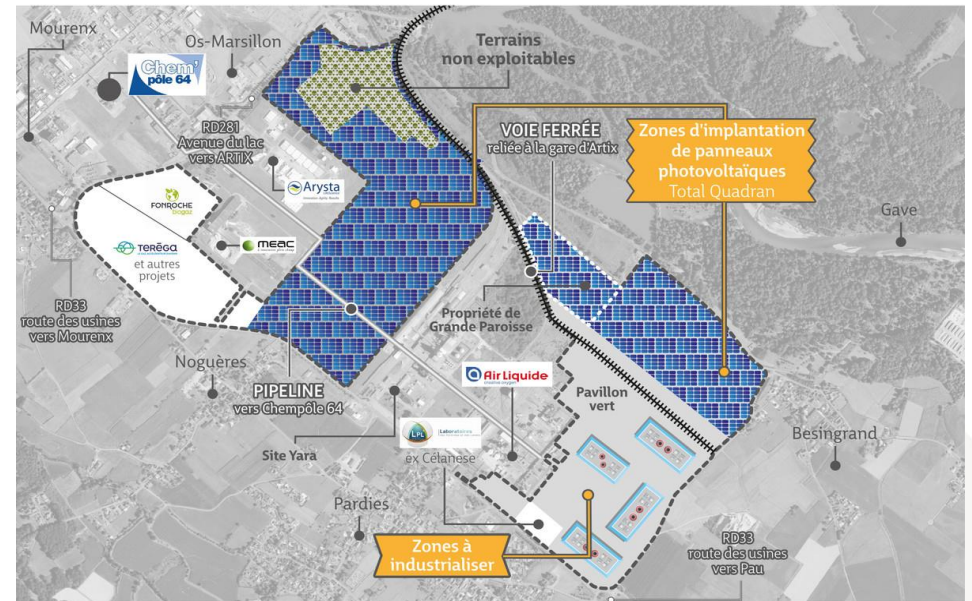 Mourenx
Os-Marsillon
Chem'
pôle 64
Terrains
non exploitables
RD281
Avenue du lac
vers ARTIX
VOIE FERRÉE
reliée à la gare d'Artix
Zones d'implantation
de panneaux
photovoltaïques
Total Quadran
Arysta
Gave
FONROCHE
biogaz
meac
TERĒGA
et autres
projets
RD33
route des usines
vers Mourenx
Propriété de
Grande Paroisse
Noguères
PIPELINE
vers Chempôle 64
Air Liquide
creative oxygen
Pavillon
vert
LPL
Laboratoires
ex Cétanese
Site Yara
Besingrand
Pardies
Zones à
industrialiser
RD33
route des usines
vers Pau